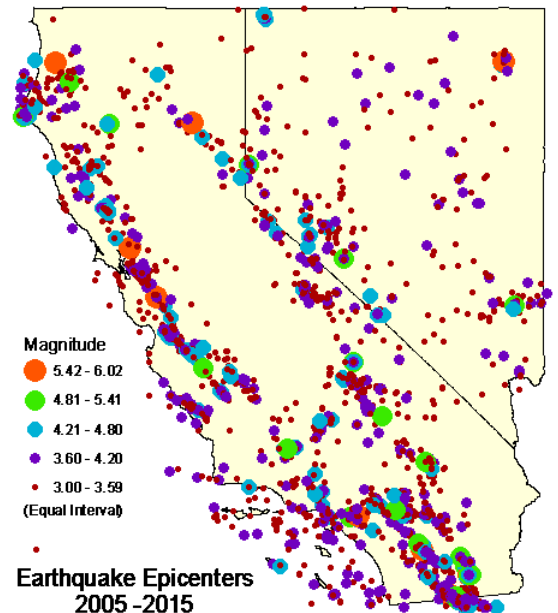 Magnitude
5.42 - 6.02
4.81 - 5.41
4.21 - 4.80
3.60 - 4.20
3.00 - 3.59
(Equal Interval)
Earthquake Epicenters
2005 -2015